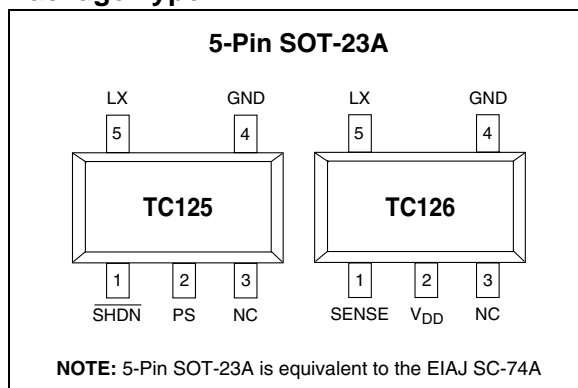 5-Pin SOT-23A
LX GND LX GND
5 4 5 4
TC125 TC126
1 2 3 1 2 3
SHDN PS NC SENSE VDD NC
NOTE: 5-Pin SOT-23A is equivalent to the EIAJ SC-74A